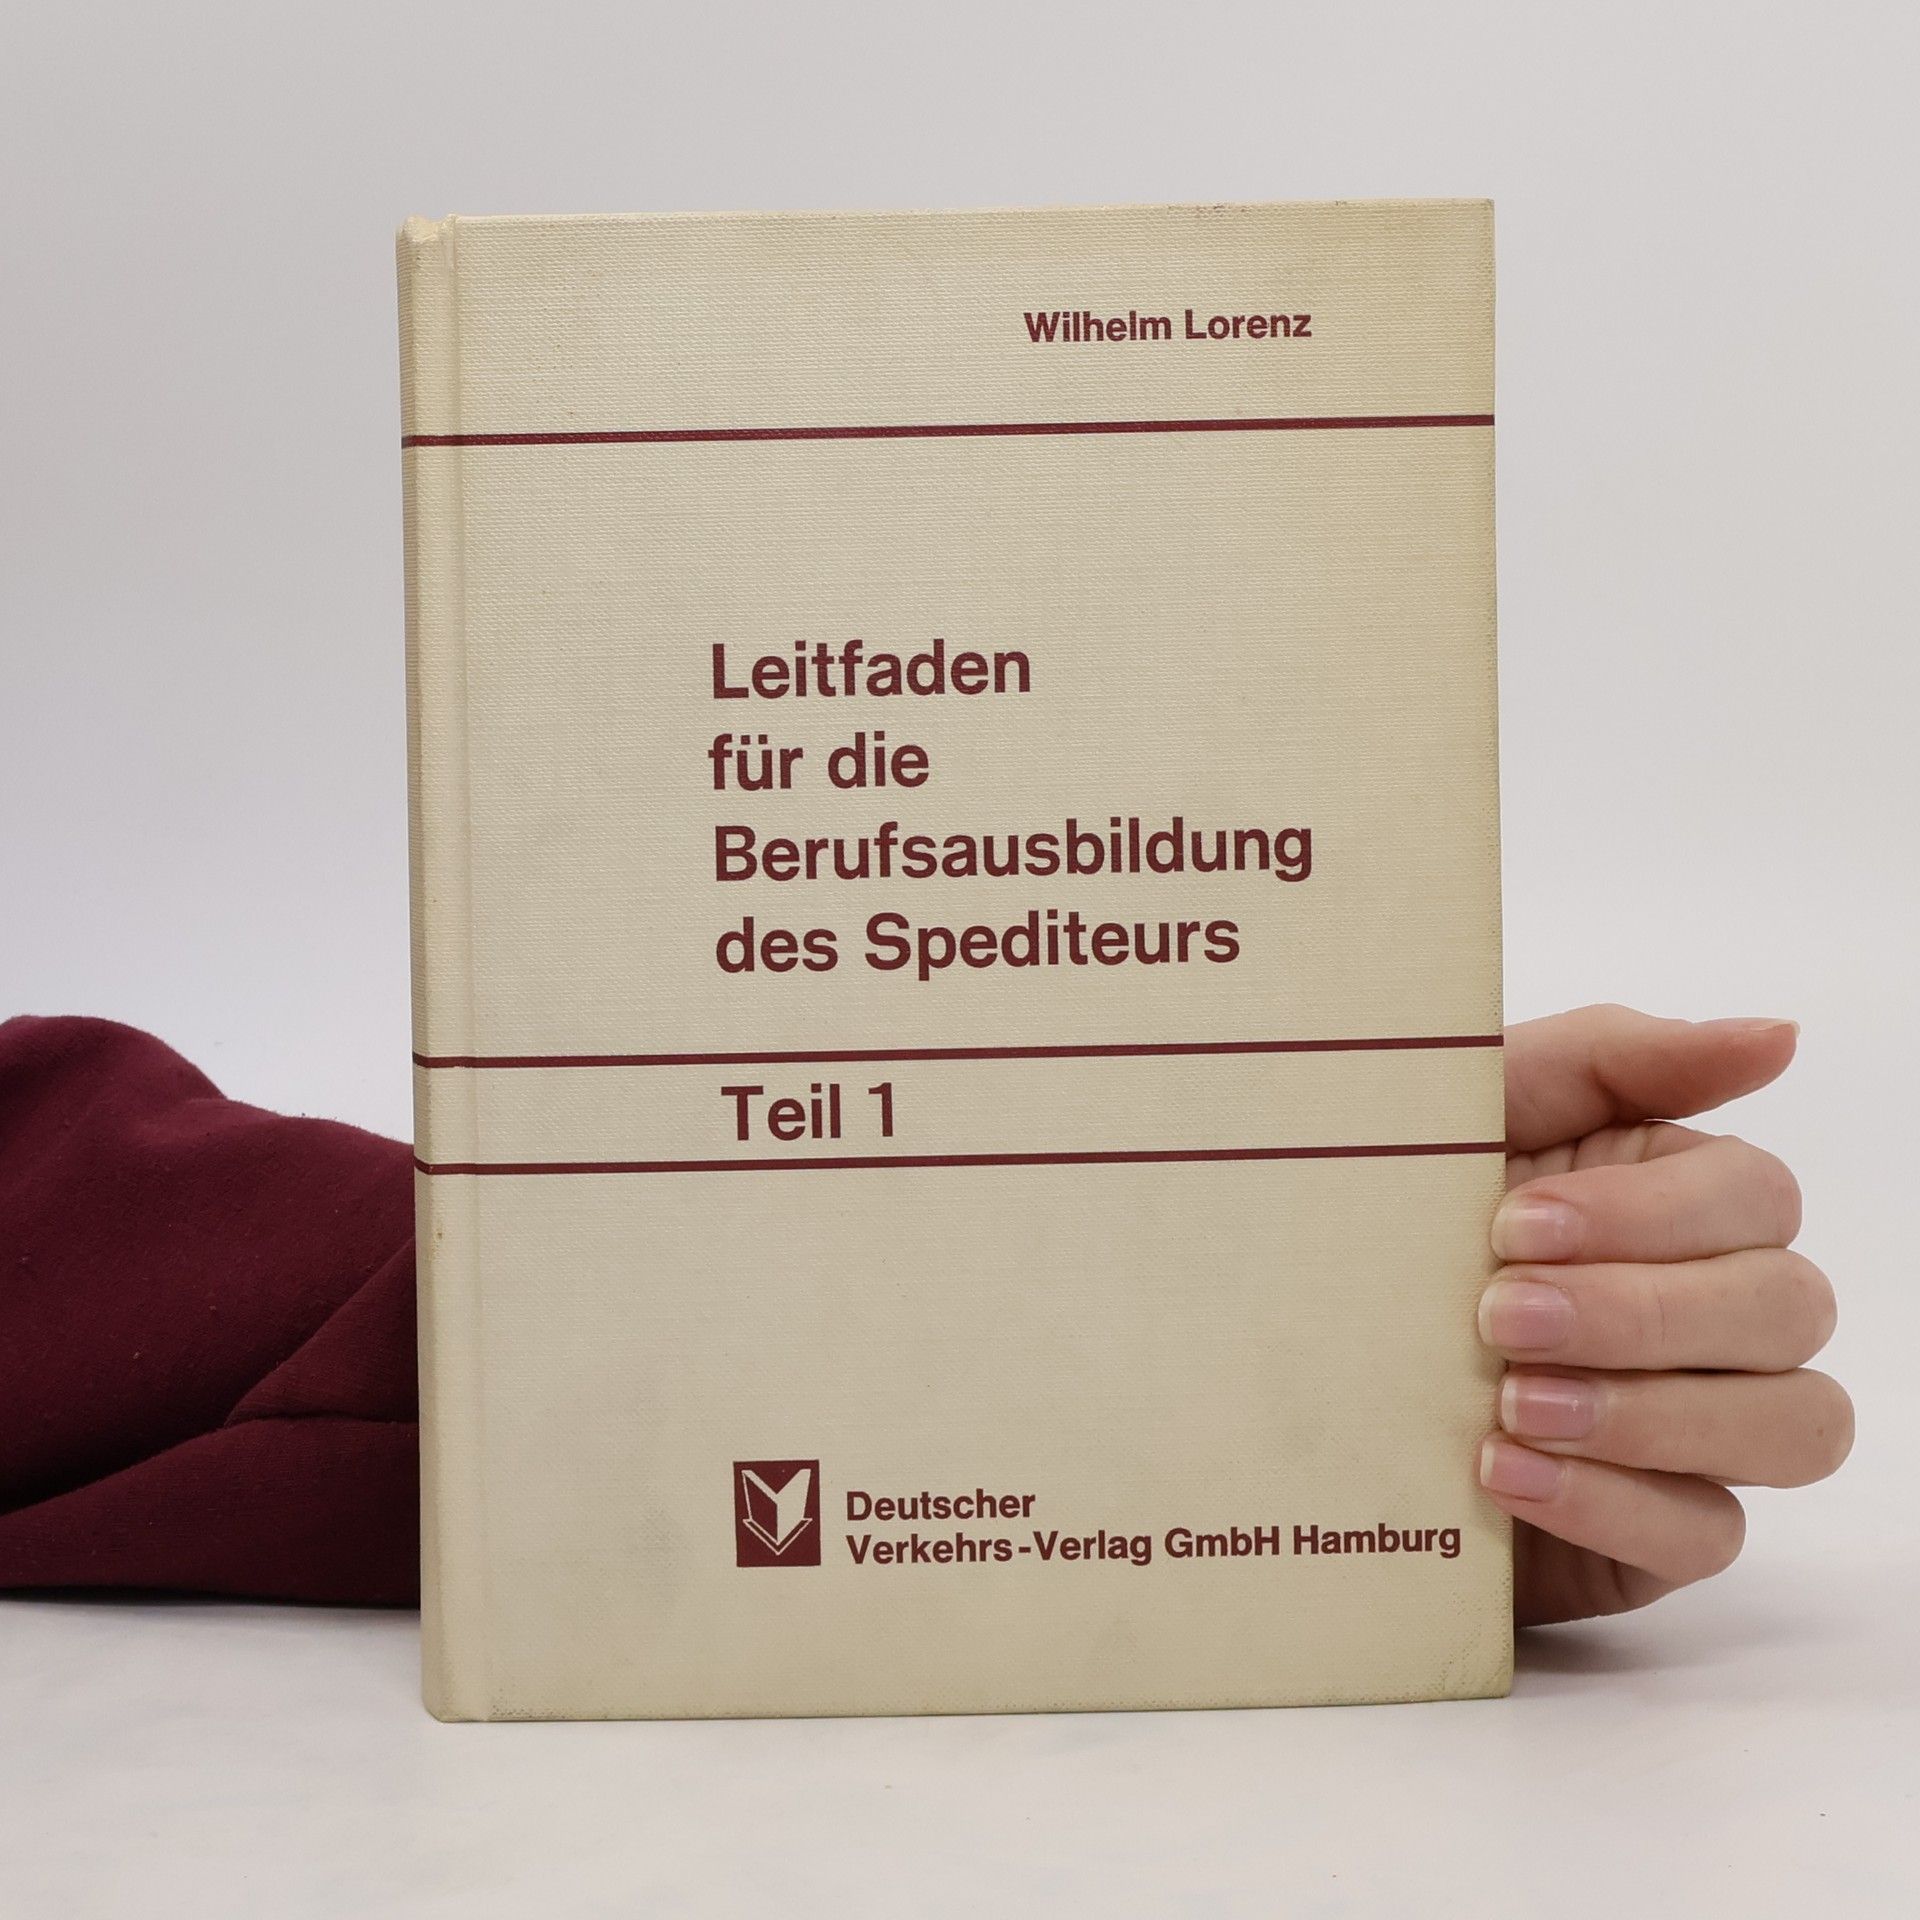 Wilhelm Lorenz
Leitfaden
für die
Berufsausbildung
des Spediteurs
Teil 1
Deutscher
Verkehrs-Verlag GmbH Hamburg